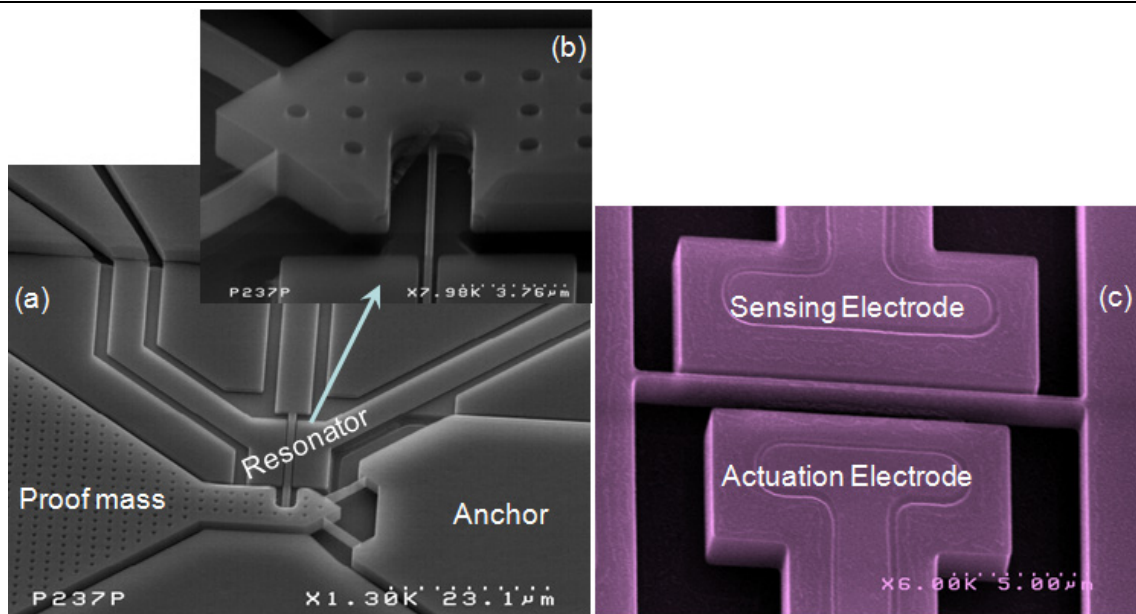 (b)
P237P X7.98K 3.76μm
(a)
Resonator
Proof mass
Anchor
P237P X1.30K 23.1μm
(c)
Sensing Electrode
Actuation Electrode
X6.00K 5.00μm